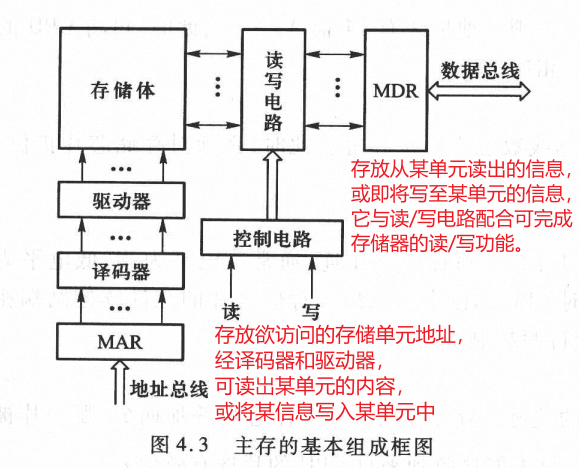 存储体
读写电路
MDR
数据总线
存放从某单元读出的信息，
或即将写至某单元的信息，
它与读/写电路配合可完成
存储器的读/写功能。
驱动器
控制电路
译码器
读
写
MAR
存放欲访问的存储单元地址，
经译码器和驱动器，
可读出某单元的内容，
或将某信息写入某单元中
地址总线
图 4.3 主存的基本组成框图